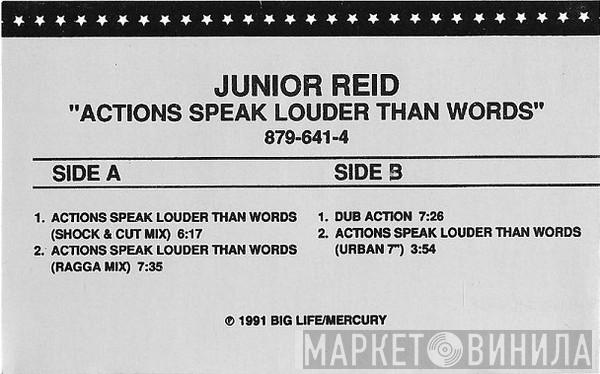 JUNIOR REID
"ACTIONS SPEAK LOUDER THAN WORDS"
879-641-4
SIDE A
1. ACTIONS SPEAK LOUDER THAN WORDS
(SHOCK & CUT MIX) 6:17
2. ACTIONS SPEAK LOUDER THAN WORDS
(RAGGA MIX) 7:35
SIDE B
1. DUB ACTION 7:26
2. ACTIONS SPEAK LOUDER THAN WORDS
(URBAN 7") 3:54
℗ 1991 BIG LIFE/MERCURY
МАРКЕТ ВИНИЛА